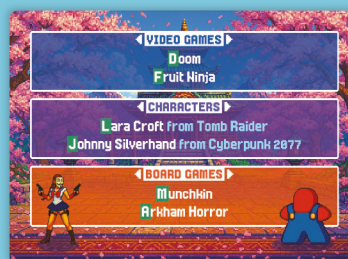 VIDEO GAMES
Doom
Fruit Ninja
CHARACTERS
Lara Croft from Tomb Raider
Johnny Silverhand from Cyberpunk 2077
BOARD GAMES
Munchkin
Arkham Horror